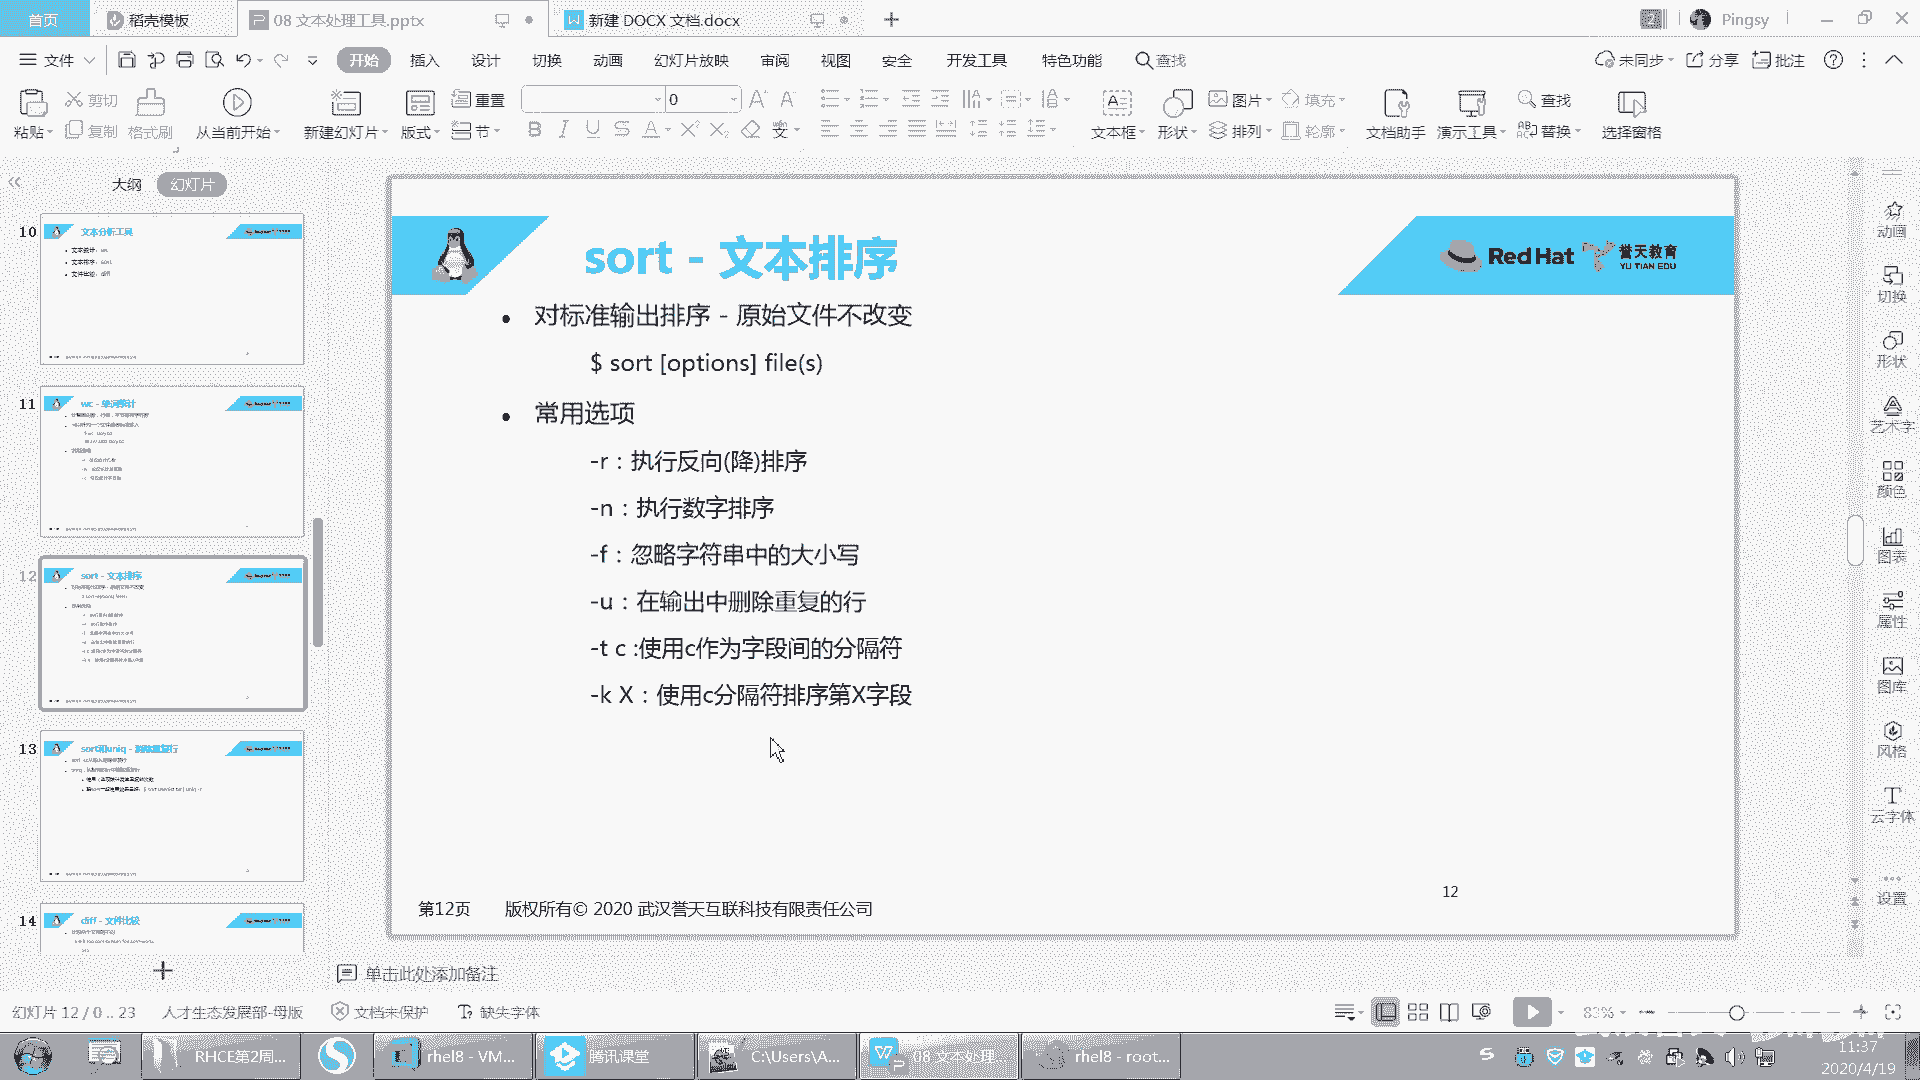 首页
稻壳模板
08 文本处理工具.pptx
新建 DOCX 文档.docx
Pingsy
文件
开始
插入
设计
切换
动画
幻灯片放映
审阅
视图
安全
开发工具
特色功能
查找
未同步
分享
批注
粘贴
剪切
复制
格式刷
从当前开始
新建幻灯片
版式
重置
节
0
文本框
形状
图片
排列
填充
轮廓
文档助手
演示工具
查找
替换
选择窗格
大纲
幻灯片
10
文本分析工具
11
wc - 单词统计
12
sort - 文本排序
13
14
diff - 文件比较
sort - 文本排序
Red Hat
誉天教育
YU TIAN EDU
对标准输出排序 - 原始文件不改变
$ sort [options] file(s)
常用选项
-r：执行反向(降)排序
-n：执行数字排序
-f：忽略字符串中的大小写
-u：在输出中删除重复的行
-t c :使用c作为字段间的分隔符
-k X：使用c分隔符排序第X字段
12
第12页
版权所有© 2020 武汉誉天互联科技有限责任公司
动画
切换
形状
艺术字
颜色
图表
属性
图库
风格
云字体
设置
单击此处添加备注
幻灯片 12 / 0 .. 23
人才生态发展部-母版
文档未保护
缺失字体
83%
RHCE第2周...
rhel8 - VM...
腾讯课堂
C:\Users\A...
08 文本处理...
rhel8 - root...
11:37
2020/4/19